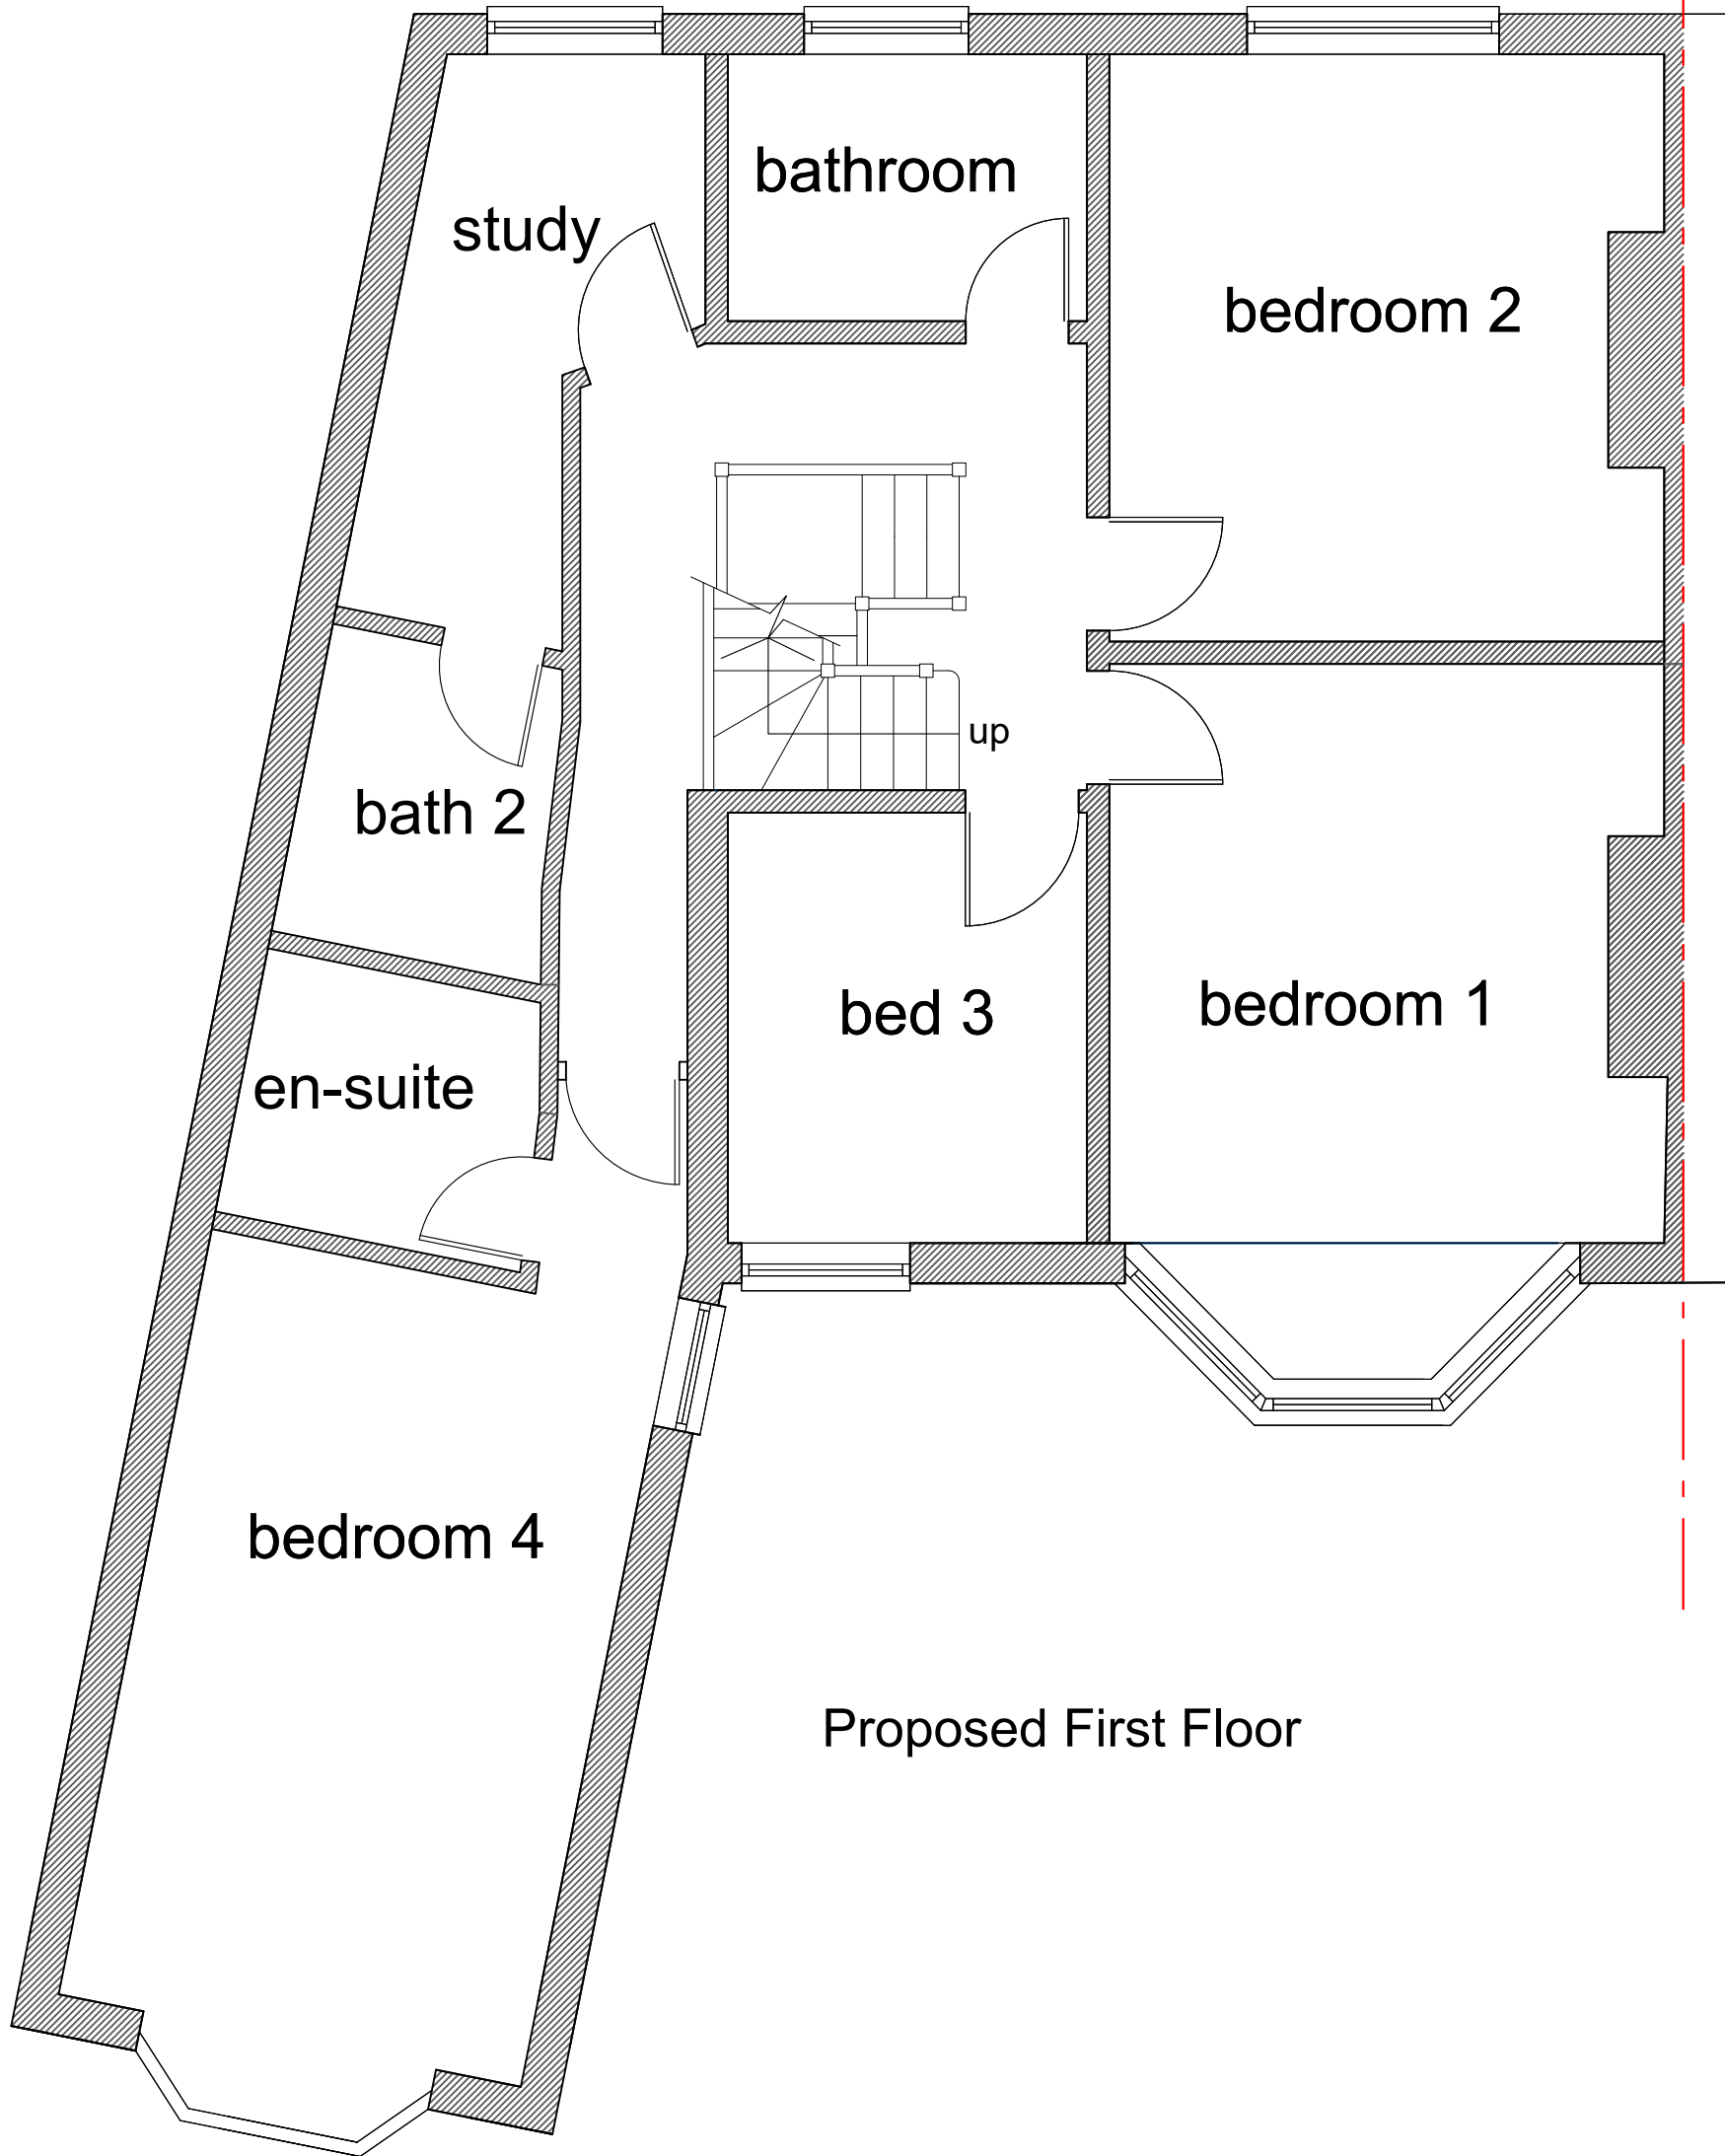 bathroom
study
bedroom 2
up
bath 2
bed 3
bedroom 1
en-suite
bedroom 4
Proposed First Floor